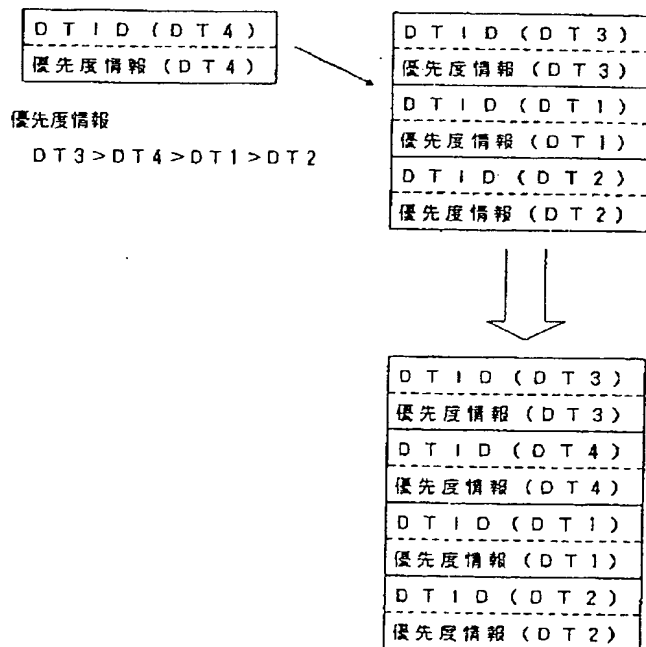 DTID(DT4)
優先度情報(DT4)
優先度情報
DT3>DT4>DT1>DT2
DTID(DT3)
優先度情報(DT3)
DTID(DT1)
優先度情報(DT1)
DTID(DT2)
優先度情報(DT2)
DTID(DT3)
優先度情報(DT3)
DTID(DT4)
優先度情報(DT4)
DTID(DT1)
優先度情報(DT1)
DTID(DT2)
優先度情報(DT2)